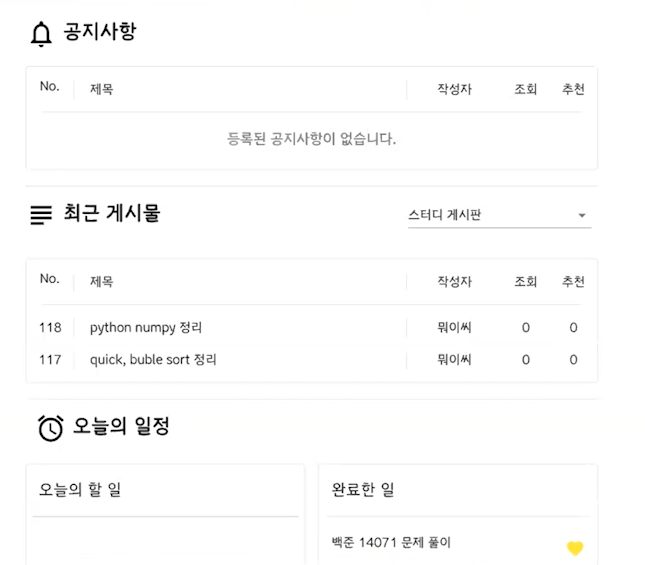 공지사항
No. 제목 작성자 조회 추천
등록된 공지사항이 없습니다.
최근 게시물 스터디 게시판
No. 제목 작성자 조회 추천
118 python numpy 정리 뭐이씨 0 0
117 quick, buble sort 정리 뭐이씨 0 0
오늘의 일정
오늘의 할 일 완료한 일
백준 14071 문제 풀이